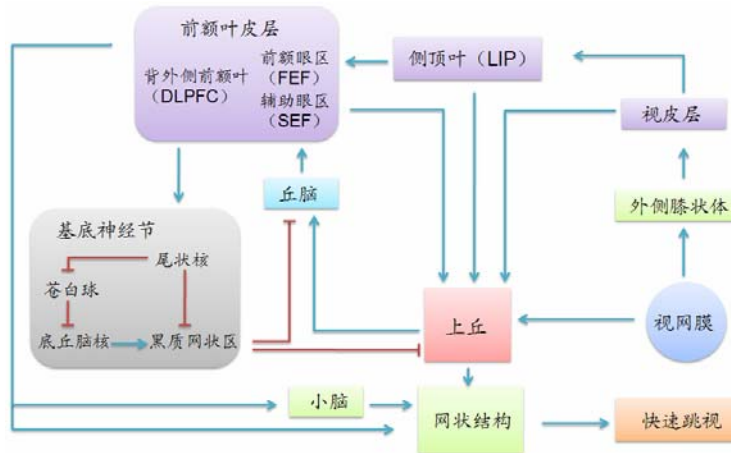 前额叶皮层
背外侧前额叶
（DLPFC）
前额眼区
（FEF）
辅助眼区
（SEF）
侧顶叶（LIP）
视皮层
丘脑
外侧膝状体
基底神经节
尾状核
苍白球
底丘脑核
黑质网状区
上丘
视网膜
小脑
网状结构
快速跳视